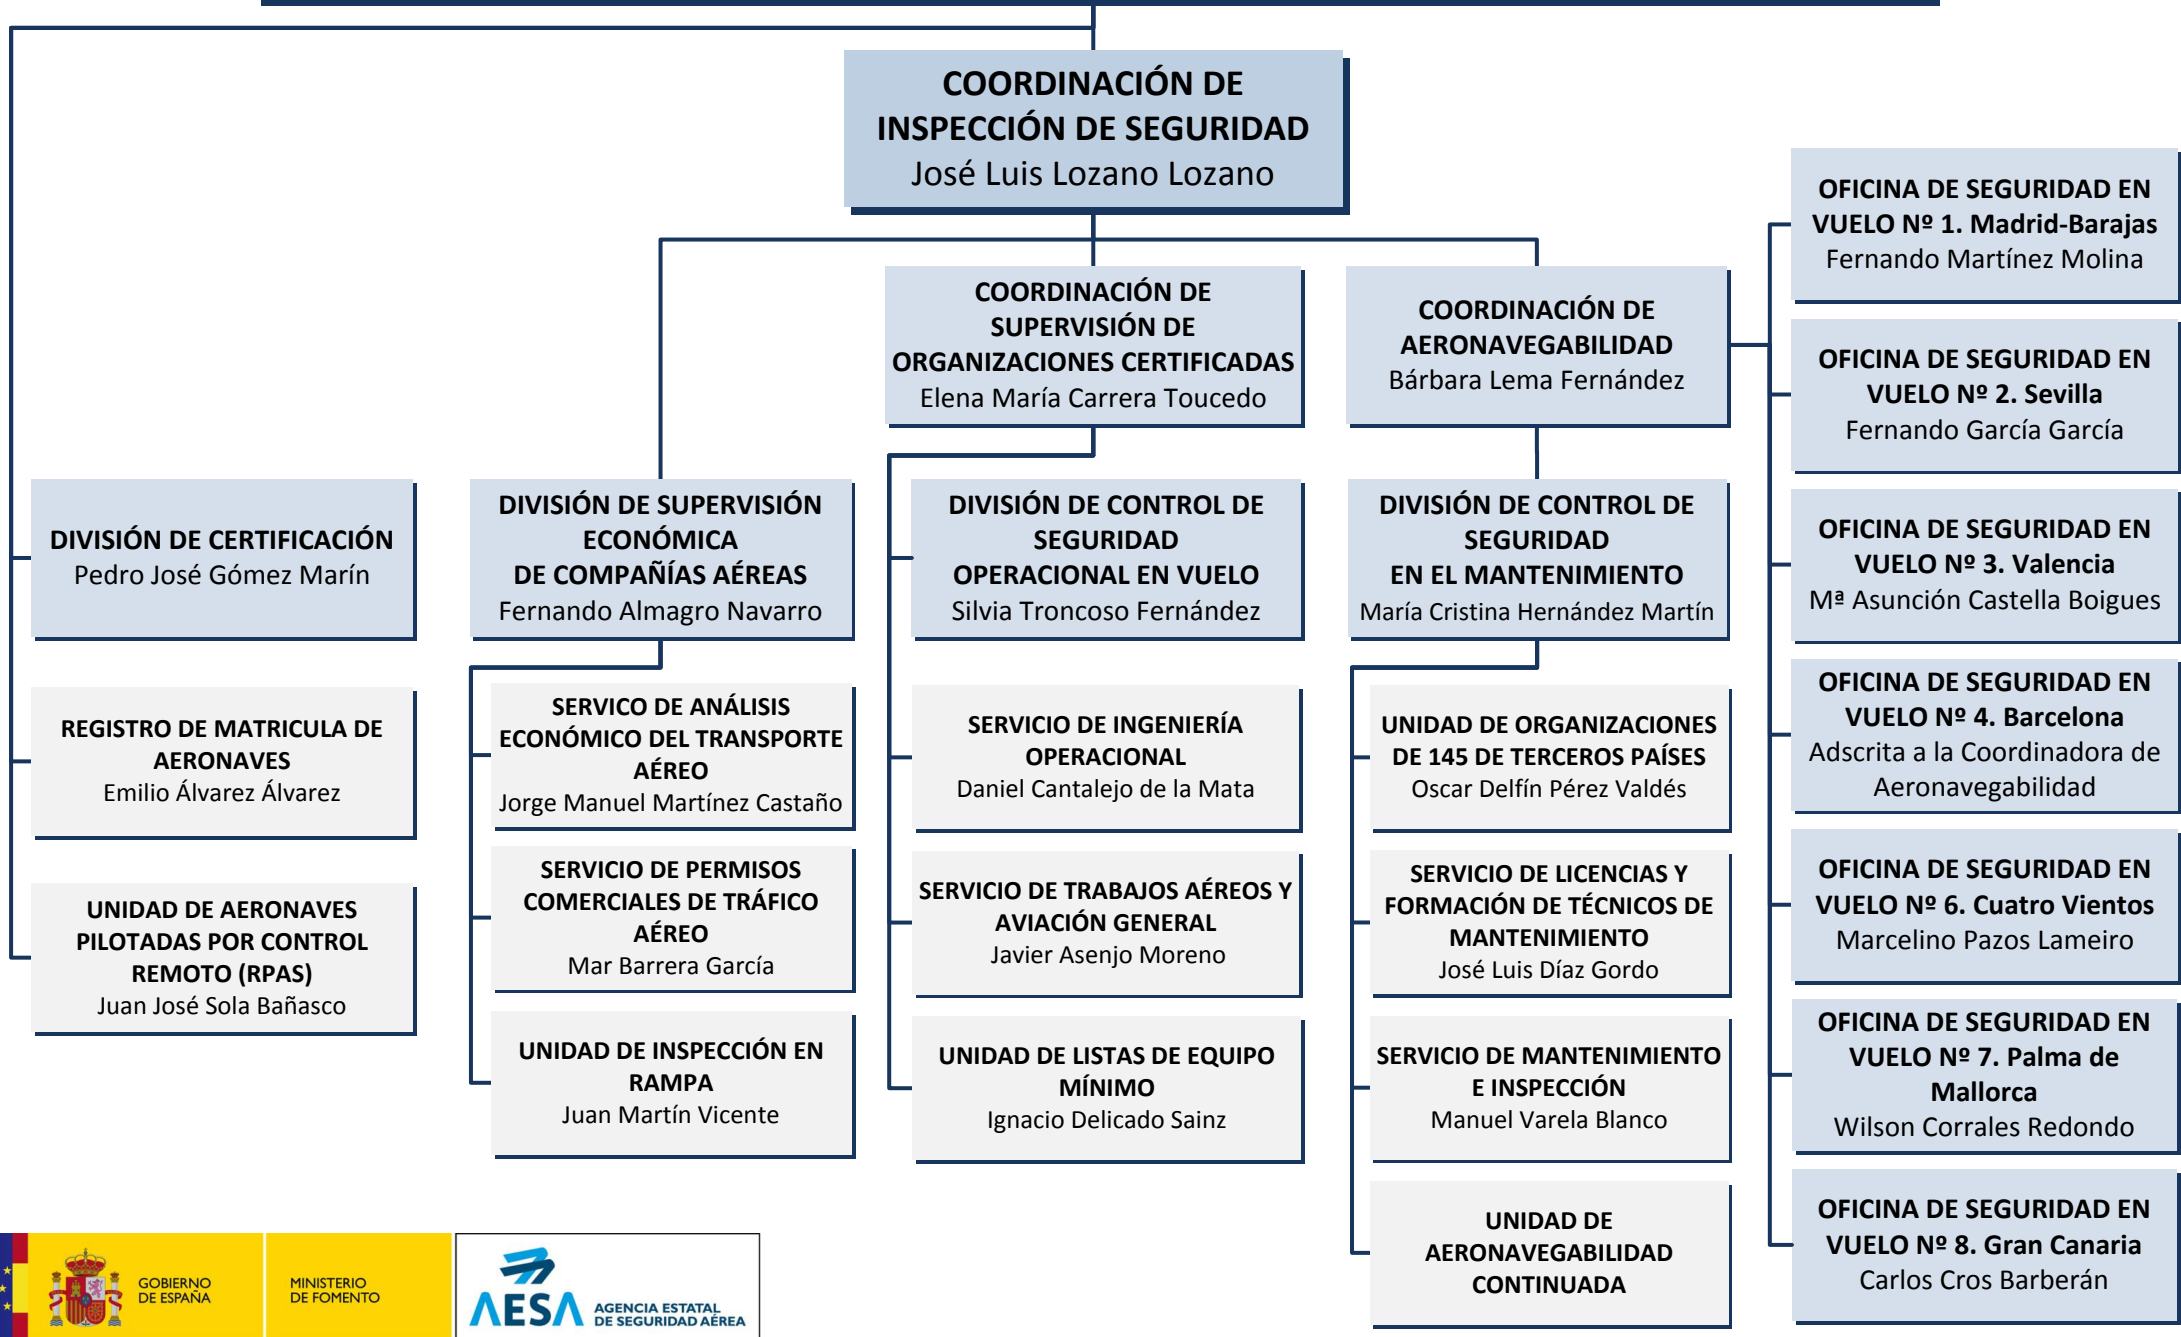 COORDINACIÓN DE
INSPECCIÓN DE SEGURIDAD
José Luis Lozano Lozano
COORDINACIÓN DE
SUPERVISIÓN DE
ORGANIZACIONES CERTIFICADAS
Elena María Carrera Toucedo
COORDINACIÓN DE
AERONAVEGABILIDAD
Bárbara Lema Fernández
DIVISIÓN DE CERTIFICACIÓN
Pedro José Gómez Marín
REGISTRO DE MATRICULA DE
AERONAVES
Emilio Álvarez Álvarez
UNIDAD DE AERONAVES
PILOTADAS POR CONTROL
REMOTO (RPAS)
Juan José Sola Bañasco
DIVISIÓN DE SUPERVISIÓN
ECONÓMICA
DE COMPAÑÍAS AÉREAS
Fernando Almagro Navarro
SERVICO DE ANÁLISIS
ECONÓMICO DEL TRANSPORTE
AÉREO
Jorge Manuel Martínez Castaño
SERVICIO DE PERMISOS
COMERCIALES DE TRÁFICO
AÉREO
Mar Barrera García
UNIDAD DE INSPECCIÓN EN
RAMPA
Juan Martín Vicente
DIVISIÓN DE CONTROL DE
SEGURIDAD
OPERACIONAL EN VUELO
Silvia Troncoso Fernández
SERVICIO DE INGENIERÍA
OPERACIONAL
Daniel Cantalejo de la Mata
SERVICIO DE TRABAJOS AÉREOS Y
AVIACIÓN GENERAL
Javier Asenjo Moreno
UNIDAD DE LISTAS DE EQUIPO
MÍNIMO
Ignacio Delicado Sainz
DIVISIÓN DE CONTROL DE
SEGURIDAD
EN EL MANTENIMIENTO
María Cristina Hernández Martín
UNIDAD DE ORGANIZACIONES
DE 145 DE TERCEROS PAÍSES
Oscar Delfín Pérez Valdés
SERVICIO DE LICENCIAS Y
FORMACIÓN DE TÉCNICOS DE
MANTENIMIENTO
José Luis Díaz Gordo
SERVICIO DE MANTENIMIENTO
E INSPECCIÓN
Manuel Varela Blanco
UNIDAD DE
AERONAVEGABILIDAD
CONTINUADA
OFICINA DE SEGURIDAD EN
VUELO Nº 1. Madrid-Barajas
Fernando Martínez Molina
OFICINA DE SEGURIDAD EN
VUELO Nº 2. Sevilla
Fernando García García
OFICINA DE SEGURIDAD EN
VUELO Nº 3. Valencia
Mª Asunción Castella Boigues
OFICINA DE SEGURIDAD EN
VUELO Nº 4. Barcelona
Adscrita a la Coordinadora de
Aeronavegabilidad
OFICINA DE SEGURIDAD EN
VUELO Nº 6. Cuatro Vientos
Marcelino Pazos Lameiro
OFICINA DE SEGURIDAD EN
VUELO Nº 7. Palma de
Mallorca
Wilson Corrales Redondo
OFICINA DE SEGURIDAD EN
VUELO Nº 8. Gran Canaria
Carlos Cros Barberán
GOBIERNO
DE ESPAÑA
MINISTERIO
DE FOMENTO
AESA
AGENCIA ESTATAL
DE SEGURIDAD AÉREA